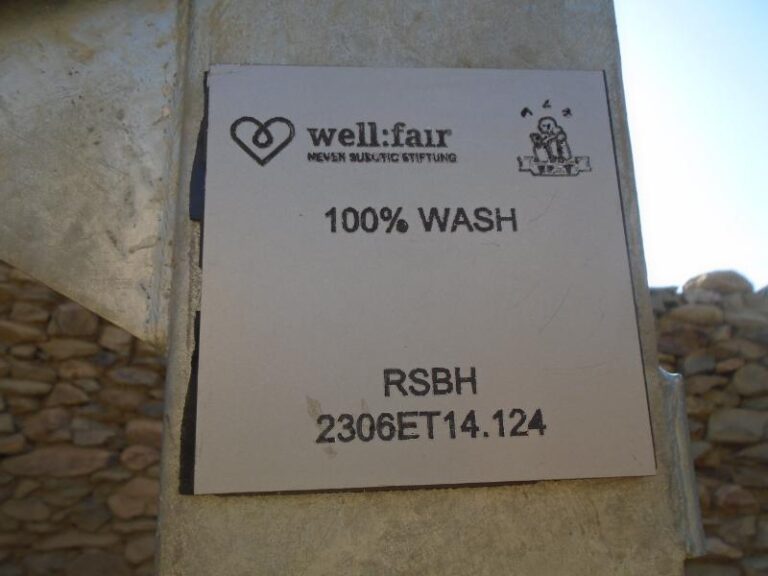 well:fair
NEVEN SUBOTIC STIFTUNG
100% WASH
RSBH
2306ET14.124